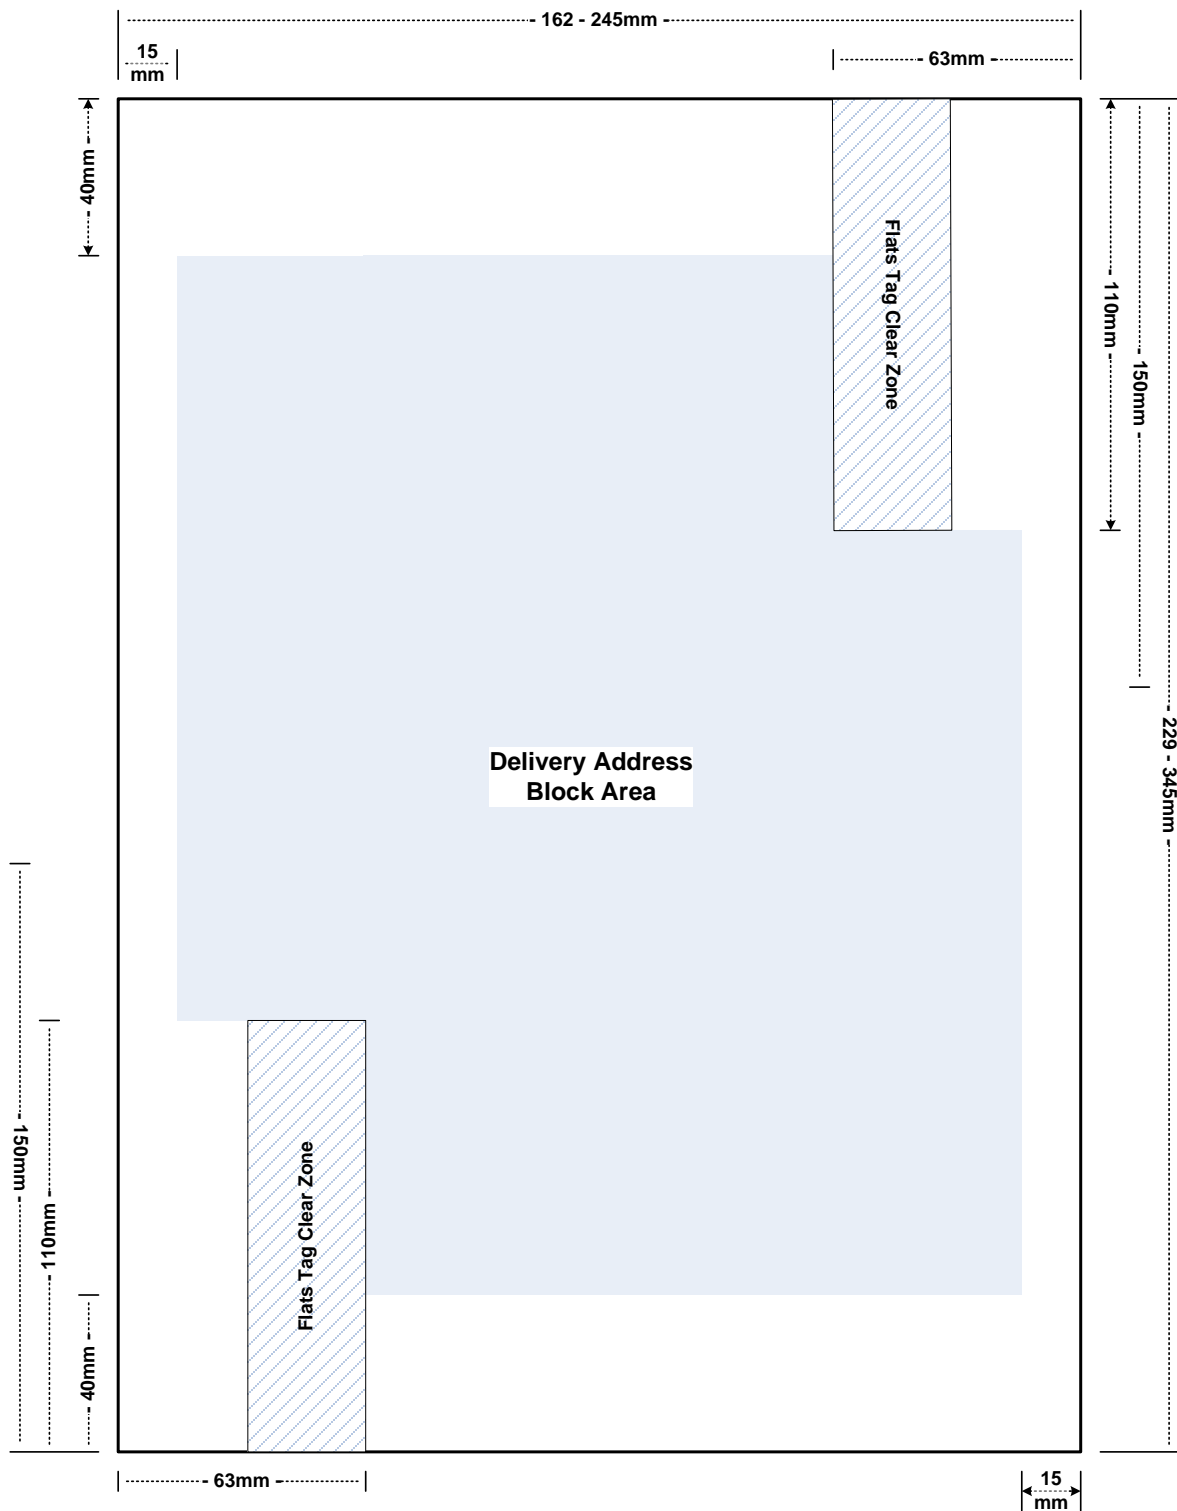 - 162 - 245mm -
15
mm
- 63mm -
- 40mm -
Flats Tag Clear Zone
- 110mm -
- 150mm -
- 229 - 345mm -
Delivery Address
Block Area
- 150mm -
- 110mm -
Flats Tag Clear Zone
- 40mm -
- 63mm -
15
mm